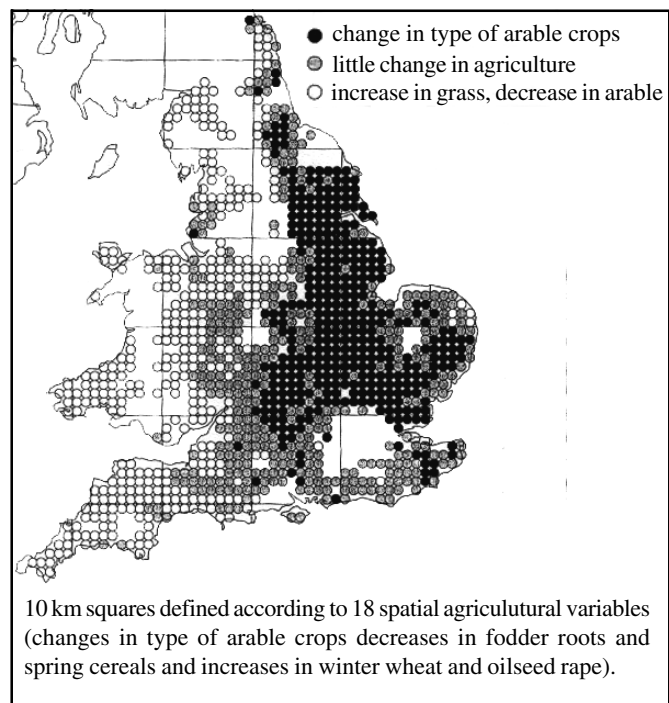 change in type of arable crops
little change in agriculture
increase in grass, decrease in arable
10 km squares defined according to 18 spatial agriculutural variables
(changes in type of arable crops decreases in fodder roots and
spring cereals and increases in winter wheat and oilseed rape).